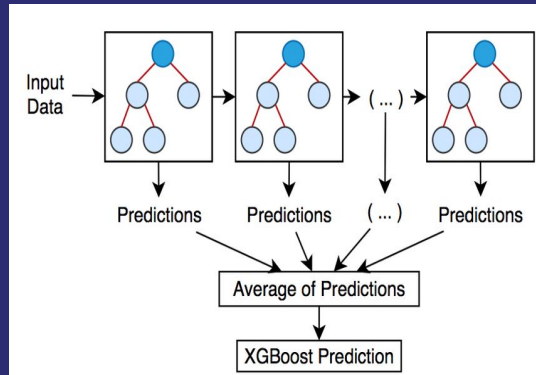 Input
Data
( ... )
Predictions
Predictions
( ... )
Predictions
Average of Predictions
XGBoost Prediction